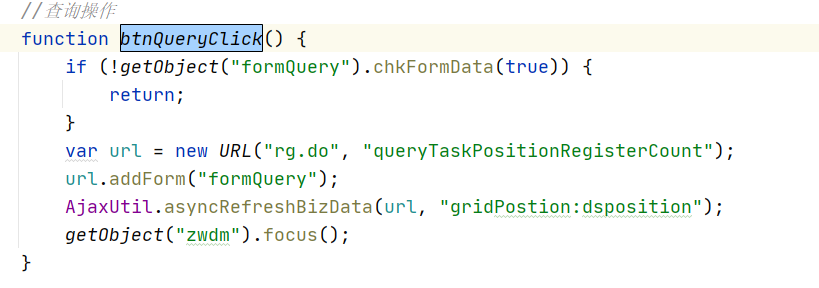 //查询操作
function btnQueryClick() {
    if (!getObject("formQuery").chkFormData(true)) {
        return;
    }
    var url = new URL("rg.do", "queryTaskPositionRegisterCount");
    url.addForm("formQuery");
    AjaxUtil.asyncRefreshBizData(url, "gridPostion:dsposition");
    getObject("zwdm").focus();
}